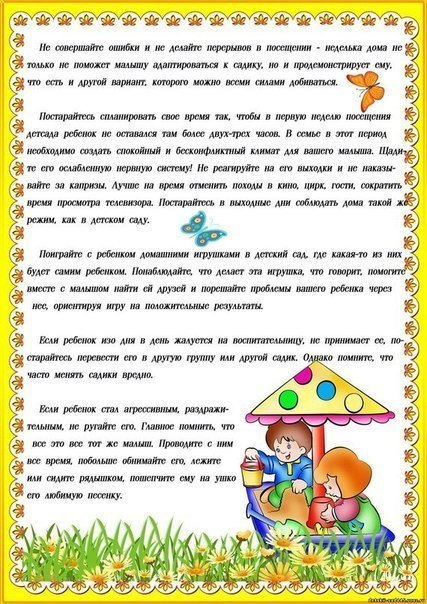 Не совершайте ошибки и не делайте перерывов в посещении - неделька дома не
только не поможет малышу адаптироваться к садику, но и продемонстрирует ему,
что есть и другой вариант, которого можно всеми силами добиваться.
Постарайтесь спланировать свое время так, чтобы в первую неделю посещения
детсада ребенок не оставался там более двух-трех часов. В семье в этот период
необходимо создать спокойный и бесконфликтный климат для вашего малыша. Щади-
те его ослабленную нервную систему! Не реагируйте на его выходки и не наказы-
вайте за капризы. Лучше на время отменить походы в кино, цирк, гости, сократить
время просмотра телевизора. Постарайтесь в выходные дни соблюдать дома такой же
режим, как в детском саду.
Поиграйте с ребенком домашними игрушками в детский сад, где какая-то из них
будет самим ребенком. Понаблюдайте, что делает эта игрушка, что говорит, помогите
вместе с малышом найти ей друзей и порешайте проблемы вашего ребенка через
нее, ориентируя игру на положительные результаты.
Если ребенок изо дня в день жалуется на воспитательницу, не принимает ее, по-
старайтесь перевести его в другую группу или другой садик. Однако помните, что
часто менять садики вредно.
Если ребенок стал агрессивным, раздражи-
тельным, не ругайте его. Главное помнить, что
все это все тот же малыш. Проводите с ним
все время, побольше обнимайте его, лежите
или сидите рядышком, пошепчите ему на ушко
его любимую песенку.